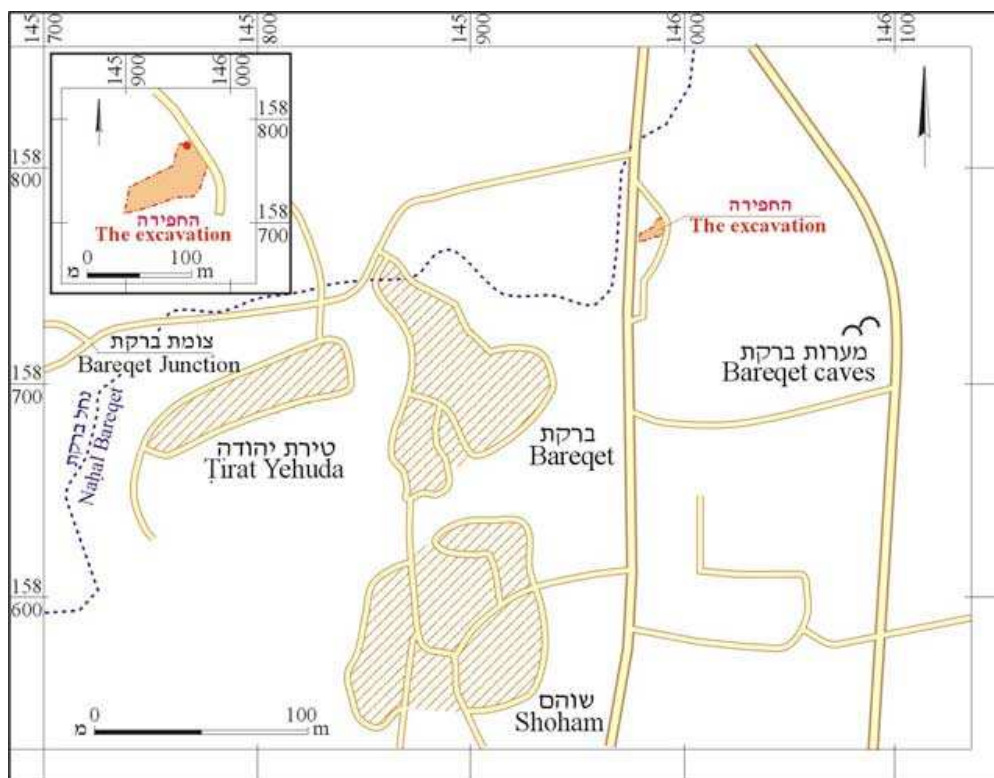 145
700
145
800
145
900
146
000
146
100
145
900
146
000
158
800
158
700
החפירה
The excavation
0 100
מ m
158
800
158
700
158
600
החפירה
The excavation
צומת ברקת
Bareqet Junction
נחל ברקת
Naḥal Bareqet
טירת יהודה
Ṭirat Yehuda
ברקת
Bareqet
מערות ברקת
Bareqet caves
שוהם
Shoham
0 100
מ m